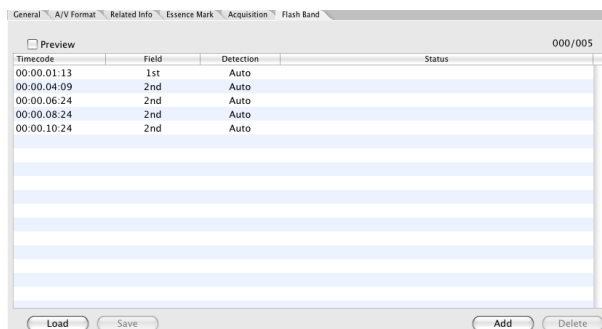 General A/V Format Related Info Essence Mark Acquisition Flash Band
Preview 000/005
Timecode Field Detection Status
00:00.01:13 1st Auto
00:00.04:09 2nd Auto
00:00.06:24 2nd Auto
00:00.08:24 2nd Auto
00:00.10:24 2nd Auto
Load Save Add Delete